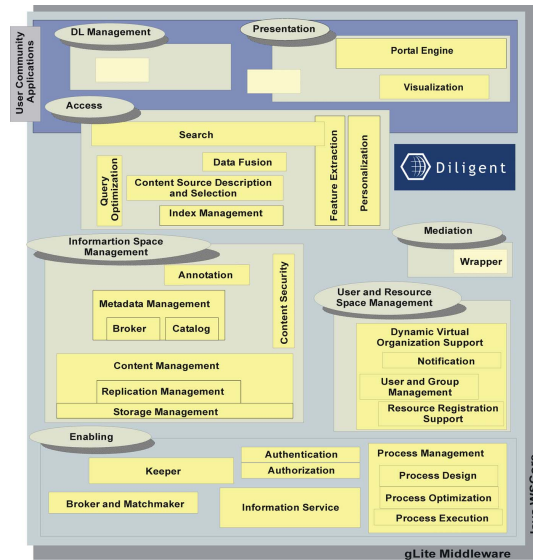 User Community
Applications
DL Management
Presentation
Portal Engine
Visualization
Access
Search
Data Fusion
Query
Optimization
Content Source Description
and Selection
Index Management
Feature Extraction
Personalization
Diligent
Mediation
Wrapper
Informartion Space
Management
Annotation
Content Security
Metadata Management
Broker
Catalog
Content Management
Replication Management
Storage Management
User and Resource
Space Management
Dynamic Virtual
Organization Support
Notification
User and Group
Management
Resource Registration
Support
Enabling
Keeper
Authentication
Authorization
Broker and Matchmaker
Information Service
Process Management
Process Design
Process Optimization
Process Execution
gLite Middleware